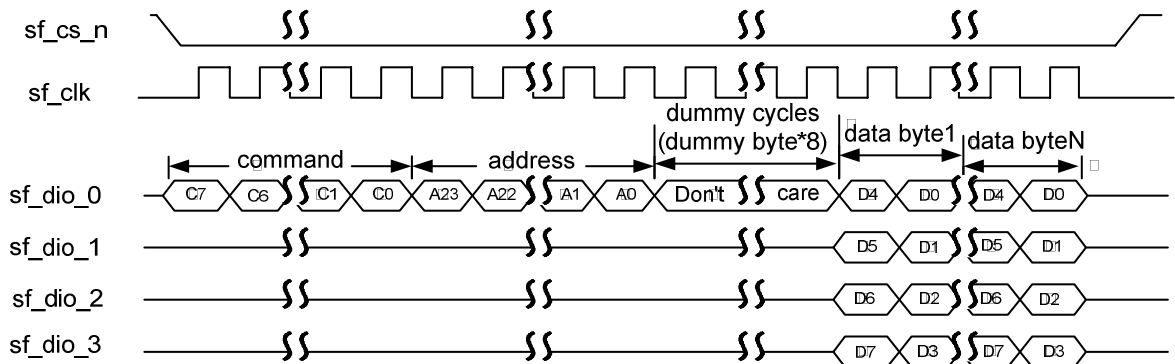 sf_cs_n
sf_clk
dummy cycles
(dummy byte*8)
command
address
data byte1
data byteN
sf_dio_0
C7 C6 C1 C0 A23 A22 A1 A0 Don't care D4 D0 D4 D0
sf_dio_1
D5 D1 D5 D1
sf_dio_2
D6 D2 D6 D2
sf_dio_3
D7 D3 D7 D3